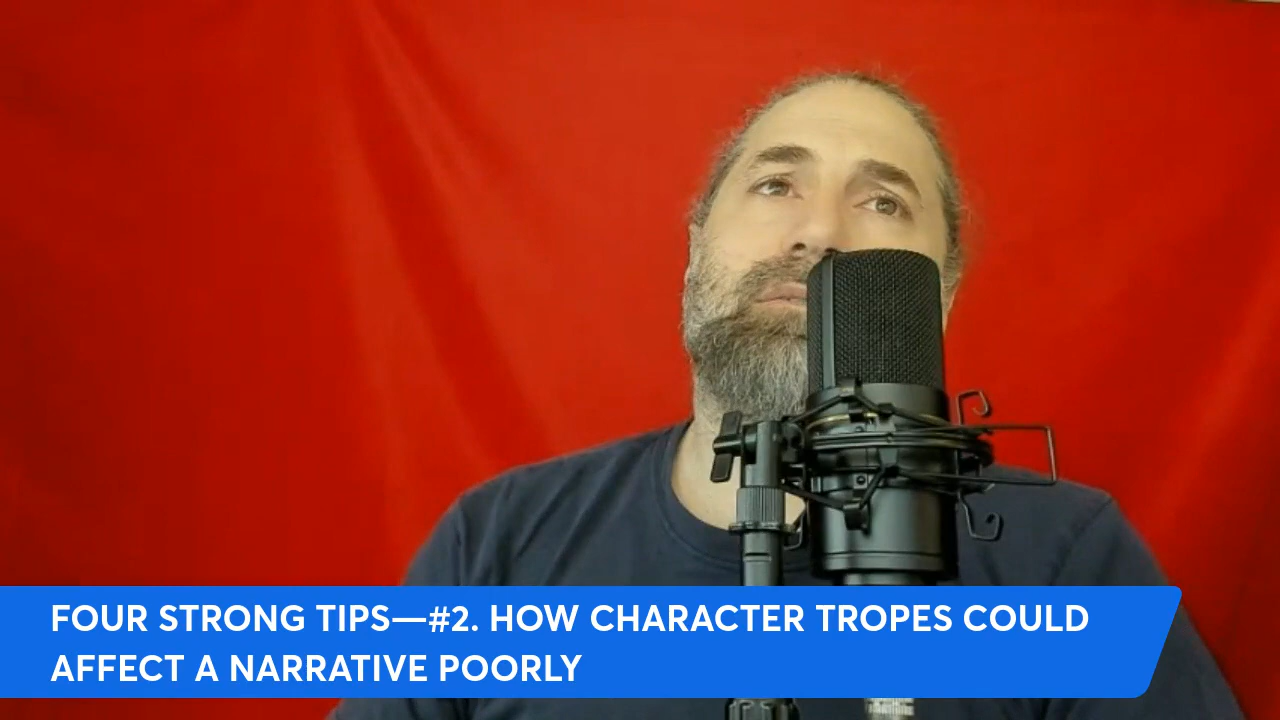 FOUR STRONG TIPS—#2. HOW CHARACTER TROPES COULD
AFFECT A NARRATIVE POORLY